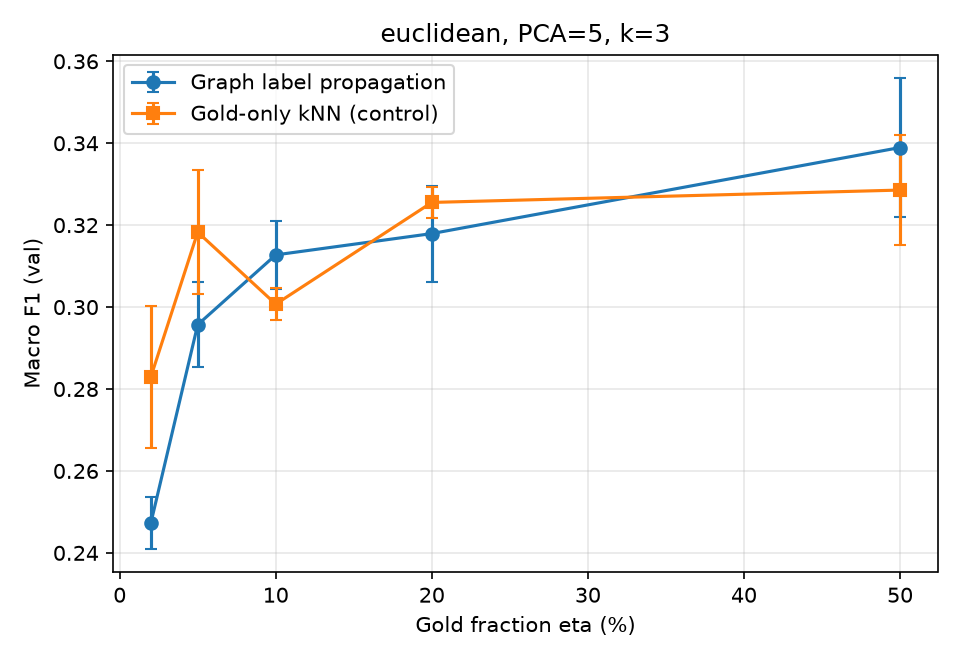 euclidean, PCA=5, k=3
Graph label propagation
Gold-only kNN (control)
Macro F1 (val)
0.36
0.34
0.32
0.30
0.28
0.26
0.24
0 10 20 30 40 50
Gold fraction eta (%)